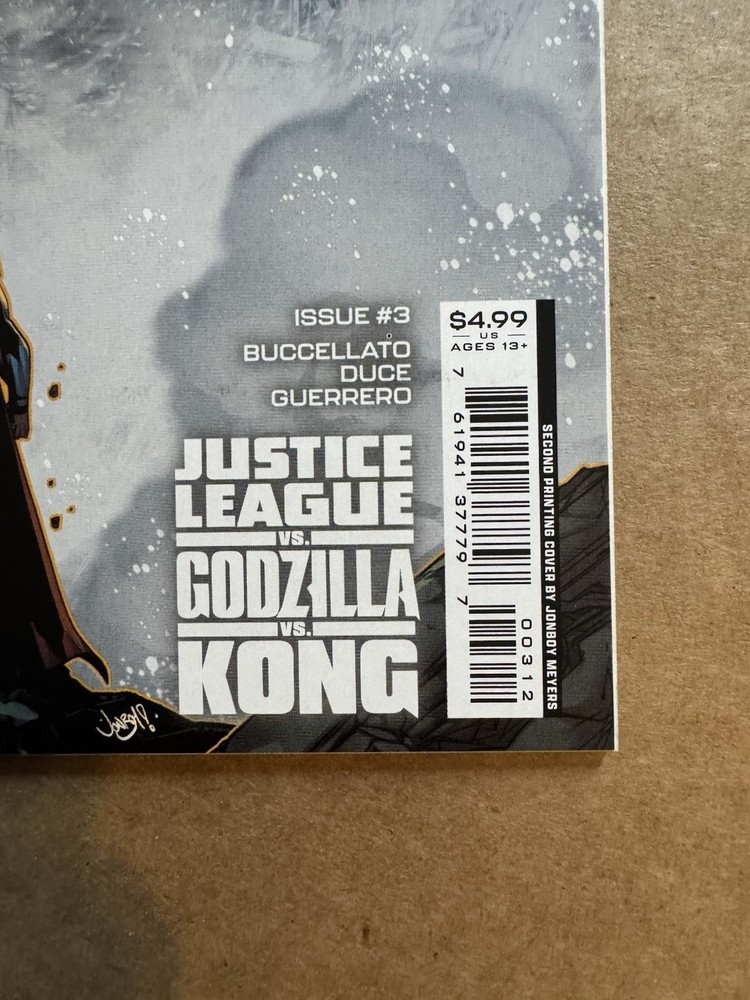 ISSUE #3
BUCCELLATO
DUCE
GUERRERO
JUSTICE
LEAGUE
VS.
GODZILLA
VS.
KONG
$4.99
US
AGES 13+
7 61941 37779 7
00312
SECOND PRINTING COVER BY JONBOY MEYERS